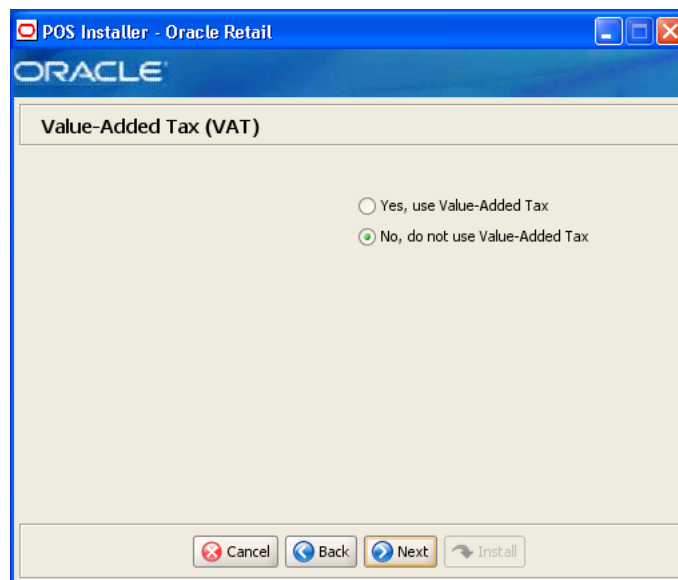 POS Installer - Oracle Retail
ORACLE
Value-Added Tax (VAT)
Yes, use Value-Added Tax
No, do not use Value-Added Tax
Cancel Back Next Install